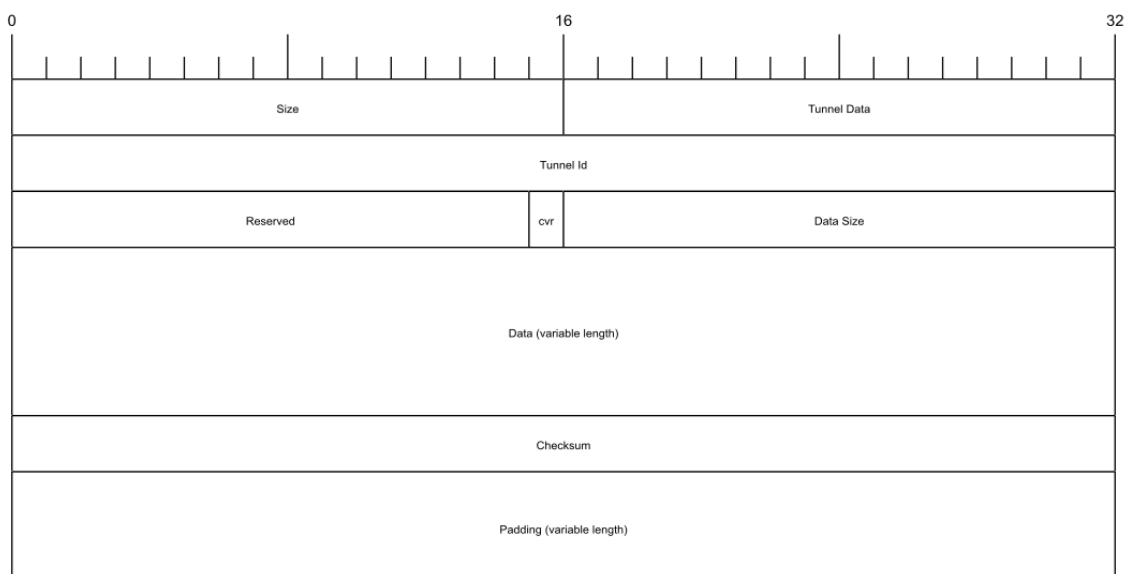 0 16 32
Size Tunnel Data
Tunnel Id
Reserved cvr Data Size
Data (variable length)
Checksum
Padding (variable length)